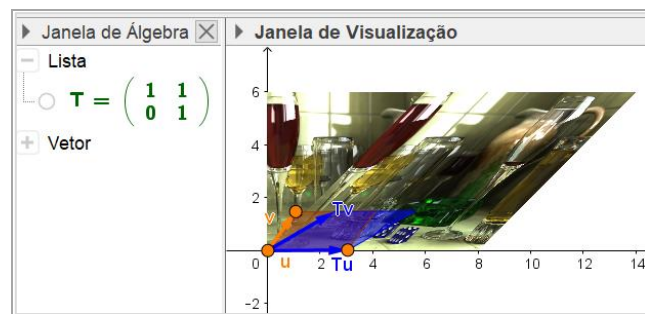 Janela de Álgebra
Lista
T = ( 1 1
0 1 )
Vetor
Janela de Visualização
6
4
2
0
-2
0 2 4 6 8 10 12 14
v
Tv
u
Tu